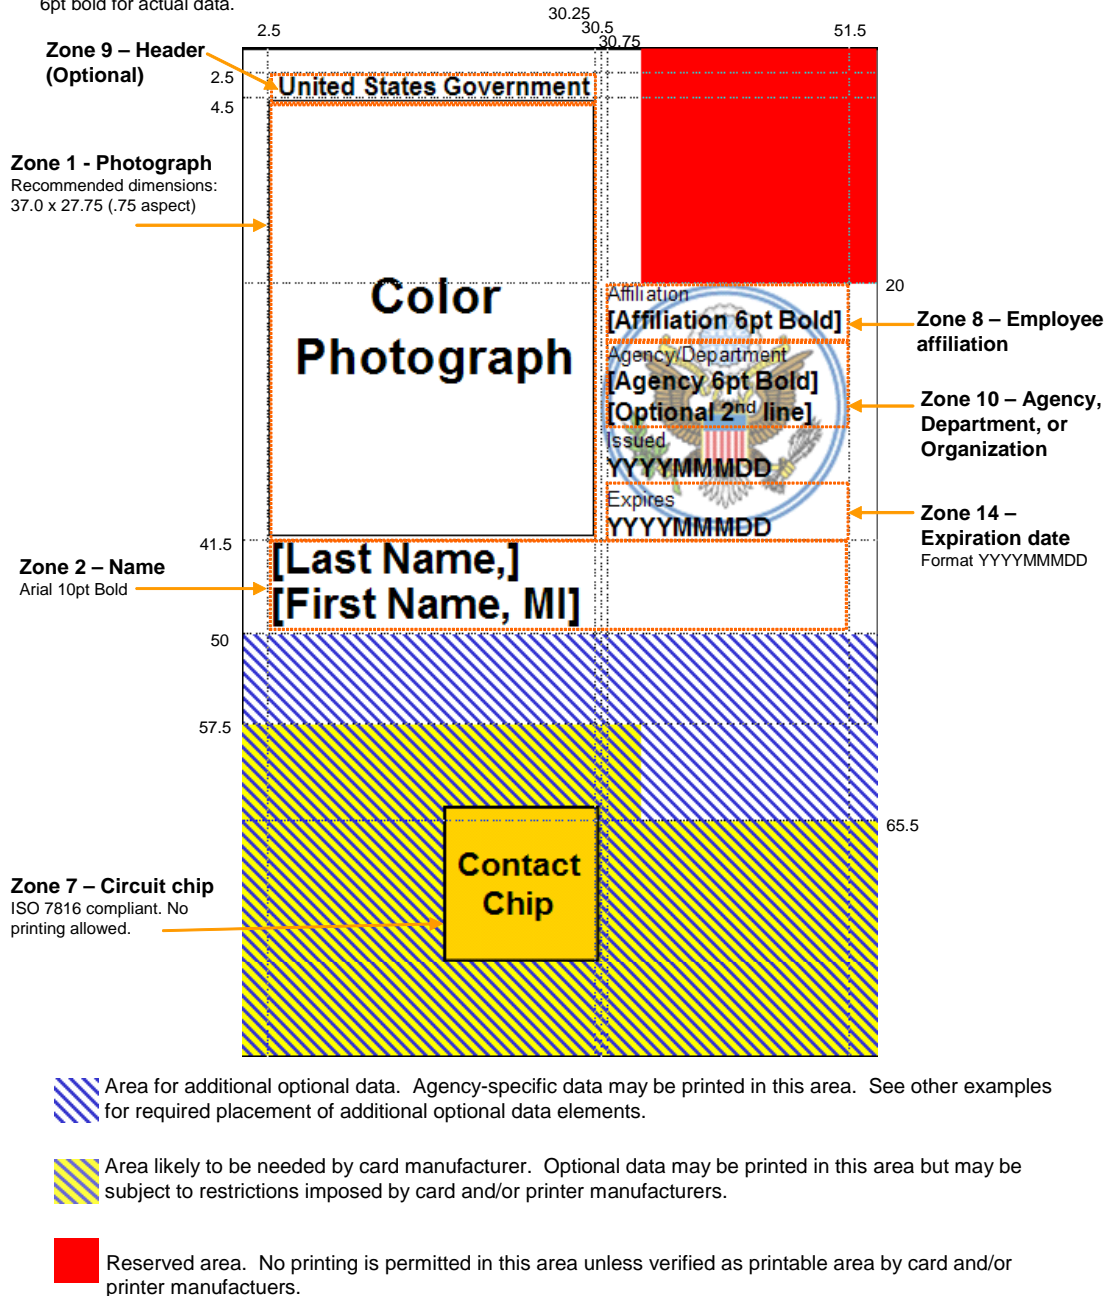 6pt bold for actual data.
30.25
2.5
30.5
51.5
30.75
Zone 9 – Header
(Optional)
2.5
United States Government
4.5
Zone 1 - Photograph
Recommended dimensions:
37.0 x 27.75 (.75 aspect)
Color
Photograph
20
Affiliation
[Affiliation 6pt Bold]
Zone 8 – Employee
affiliation
Agency/Department
[Agency 6pt Bold]
[Optional 2nd line]
Zone 10 – Agency,
Department, or
Organization
Issued
YYYYMMMDD
Expires
YYYYMMMDD
Zone 14 –
Expiration date
Format YYYYMMMDD
41.5
Zone 2 – Name
Arial 10pt Bold
[Last Name,]
[First Name, MI]
50
57.5
65.5
Contact
Chip
Zone 7 – Circuit chip
ISO 7816 compliant. No
printing allowed.
Area for additional optional data.  Agency-specific data may be printed in this area.  See other examples
for required placement of additional optional data elements.
Area likely to be needed by card manufacturer.  Optional data may be printed in this area but may be
subject to restrictions imposed by card and/or printer manufacturers.
Reserved area.  No printing is permitted in this area unless verified as printable area by card and/or
printer manufactuers.